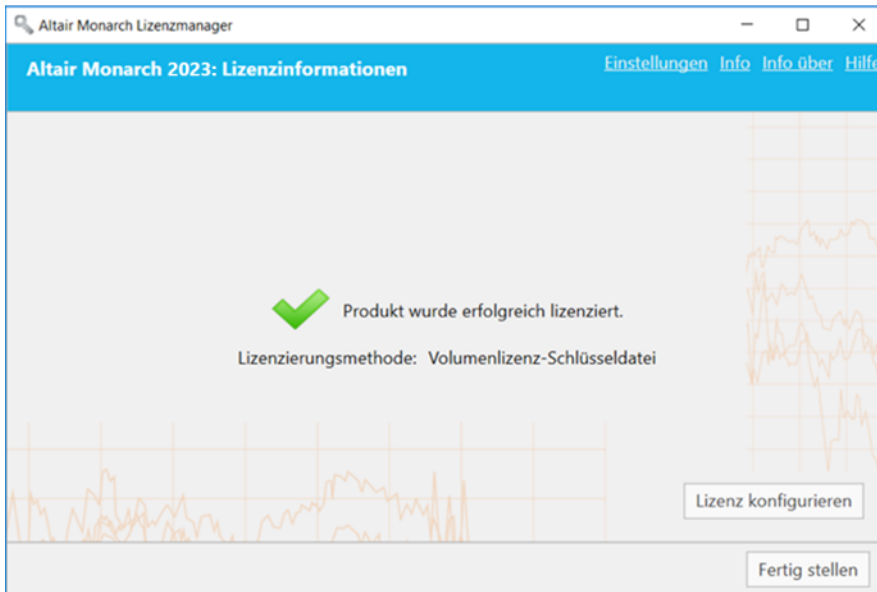 Altair Monarch Lizenzmanager
Altair Monarch 2023: Lizenzinformationen
Einstellungen Info Info über Hilfe
Produkt wurde erfolgreich lizenziert.
Lizenzierungsmethode: Volumenlizenz-Schlüsseldatei
Lizenz konfigurieren
Fertig stellen